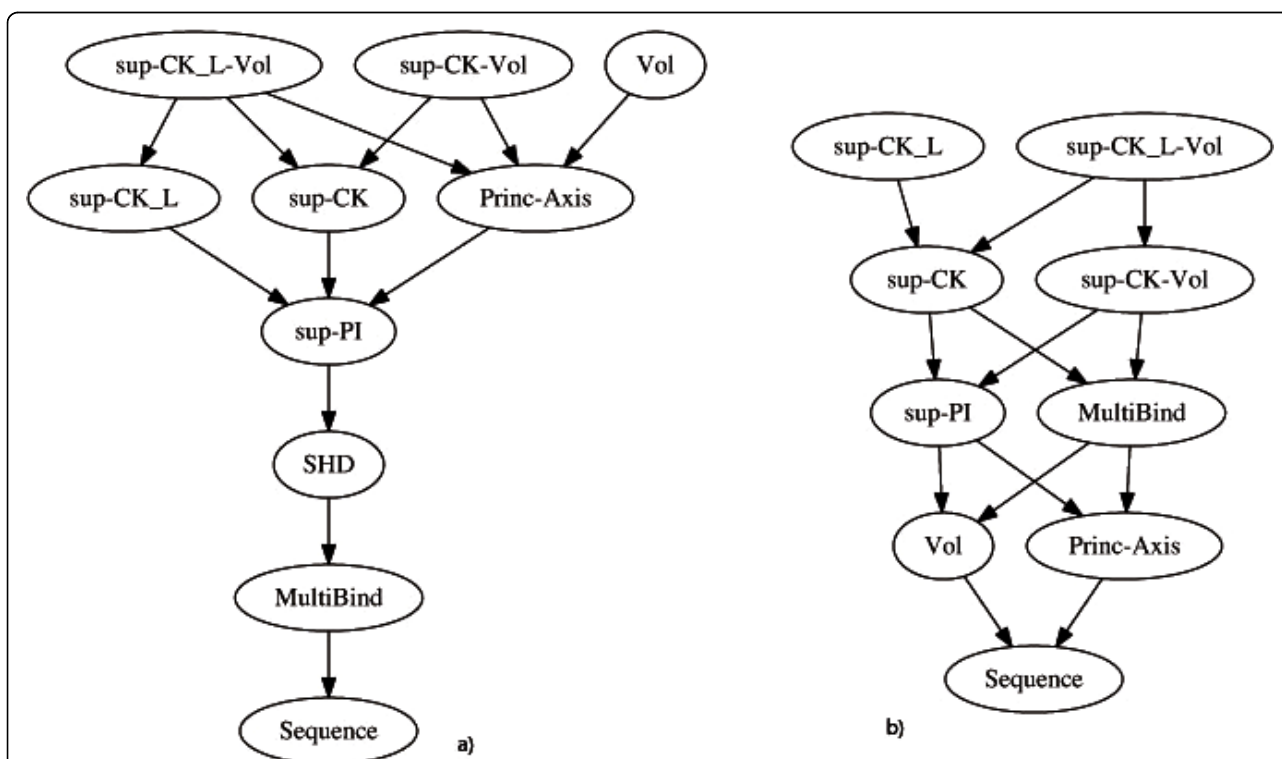 sup-CK_L-Vol
sup-CK-Vol
Vol
sup-CK_L
sup-CK
Princ-Axis
sup-PI
SHD
MultiBind
Sequence
a)
sup-CK_L
sup-CK_L-Vol
sup-CK
sup-CK-Vol
sup-PI
MultiBind
Vol
Princ-Axis
Sequence
b)